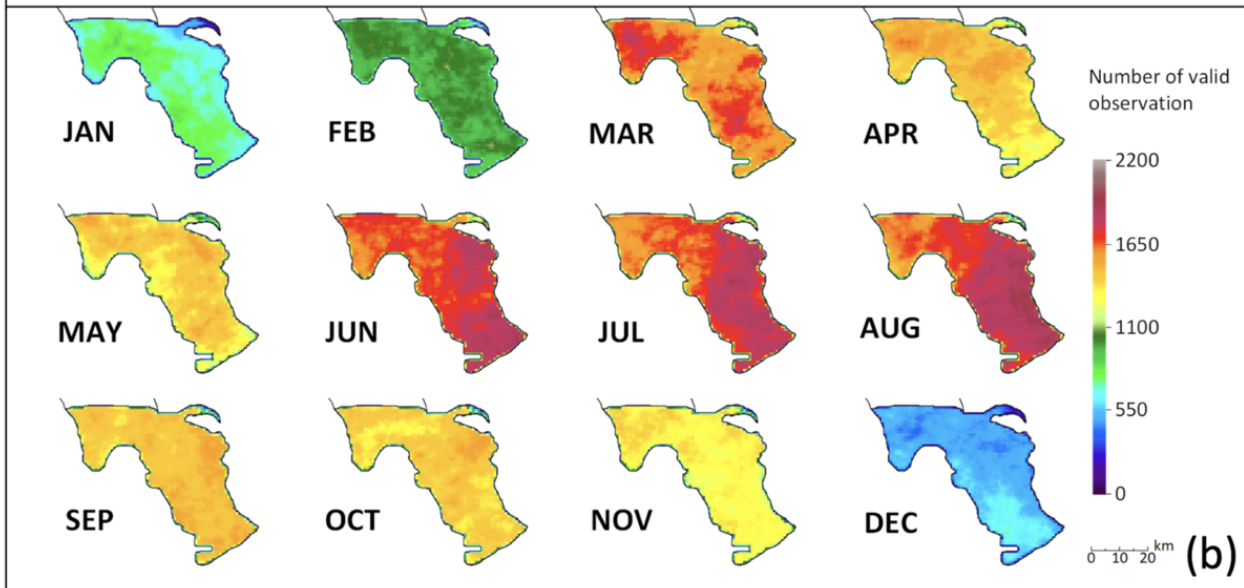 JAN
FEB
MAR
APR
Number of valid
observation
2200
1650
1100
550
0
MAY
JUN
JUL
AUG
SEP
OCT
NOV
DEC
0 10 20 km
(b)